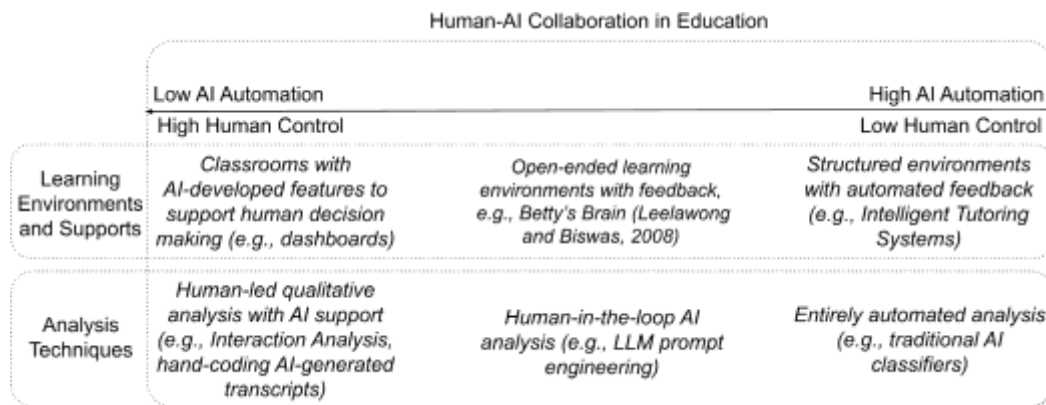 Human-AI Collaboration in Education
Low AI Automation
High AI Automation
High Human Control
Low Human Control
Learning
Environments
and Supports
Classrooms with
AI-developed features to
support human decision
making (e.g., dashboards)
Open-ended learning
environments with feedback,
e.g., Betty's Brain (Leelawong
and Biswas, 2008)
Structured environments
with automated feedback
(e.g., Intelligent Tutoring
Systems)
Analysis
Techniques
Human-led qualitative
analysis with AI support
(e.g., Interaction Analysis,
hand-coding AI-generated
transcripts)
Human-in-the-loop AI
analysis (e.g., LLM prompt
engineering)
Entirely automated analysis
(e.g., traditional AI
classifiers)